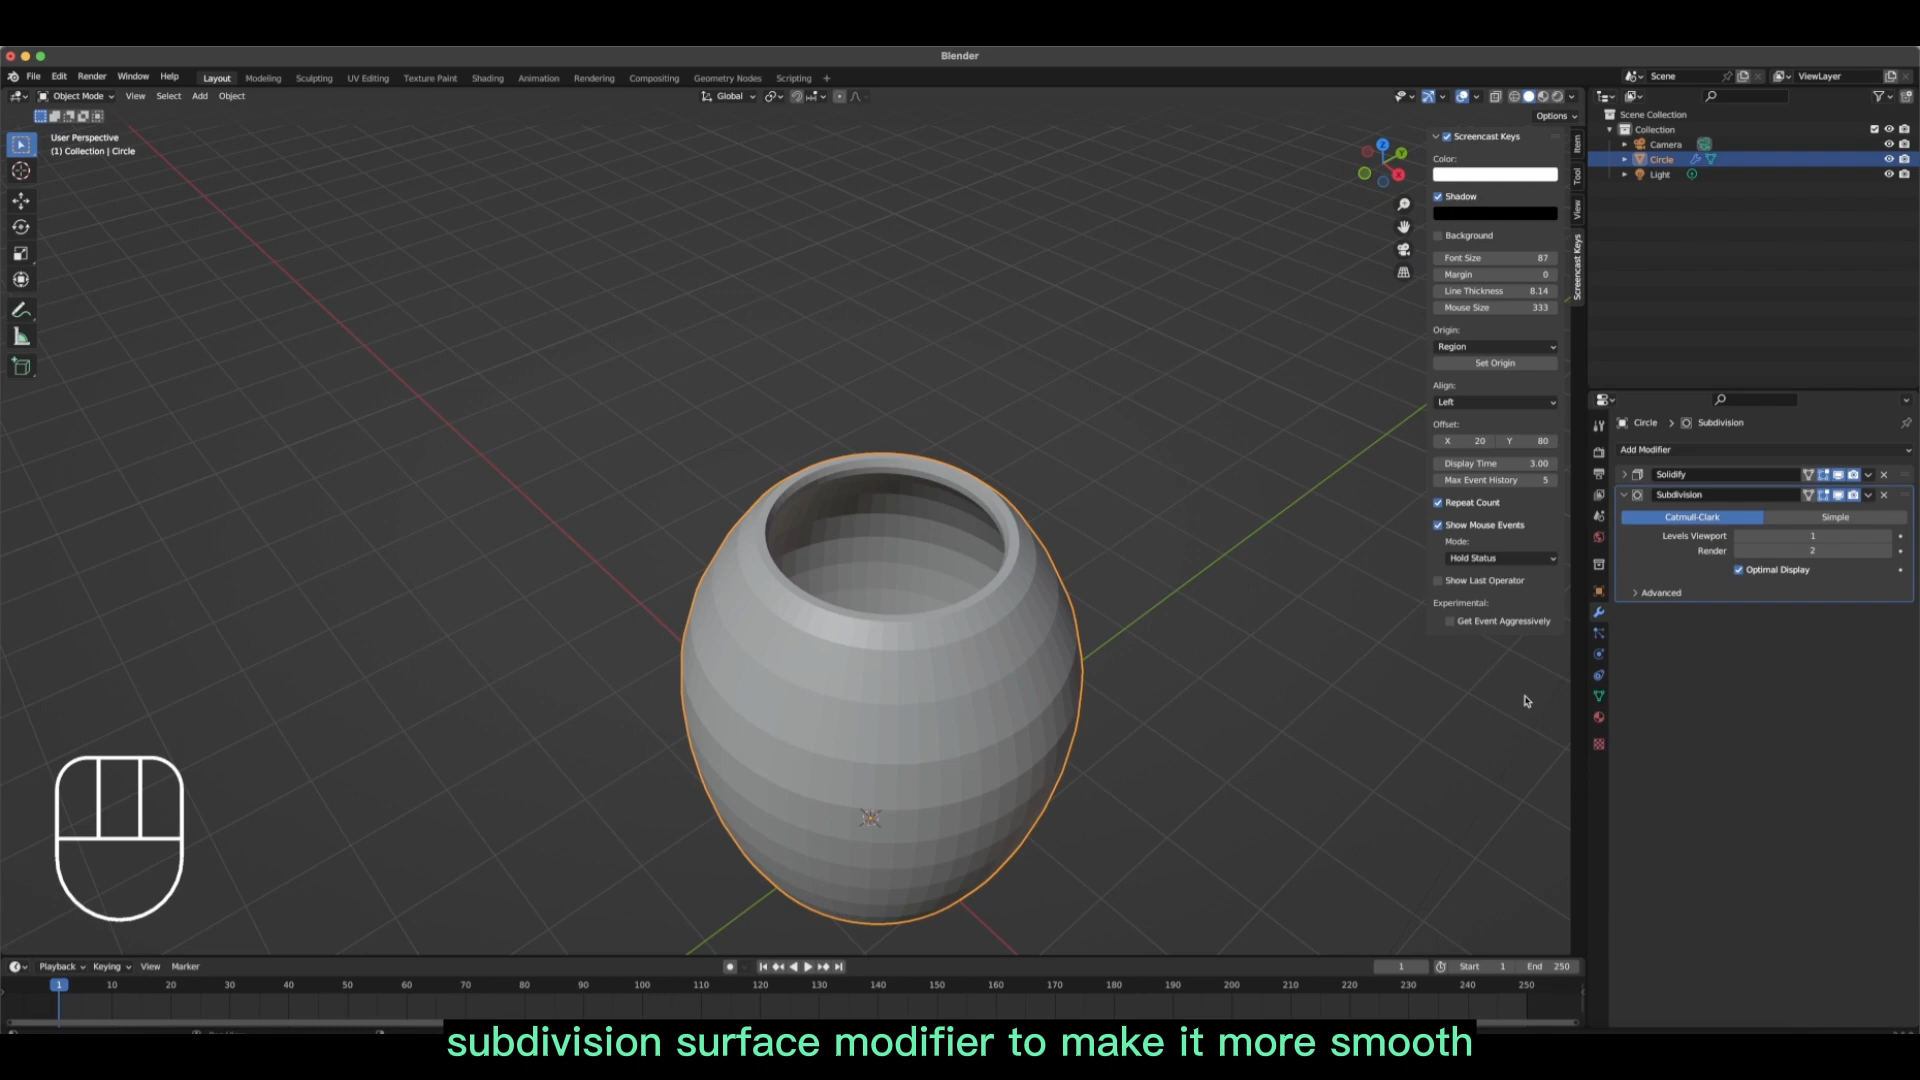 Blender
File Edit Render Window Help Layout Modeling Sculpting UV Editing Texture Paint Shading Animation Rendering Compositing Geometry Nodes Scripting + Scene ViewLayer
Object Mode View Select Add Object Global
Options
User Perspective
(1) Collection | Circle
Screencast Keys
Color:
Shadow
Background
Font Size 87
Margin 0
Line Thickness 8.14
Mouse Size 333
Origin:
Region
Set Origin
Align:
Left
Offset:
X 20 Y 80
Display Time 3.00
Max Event History 5
Repeat Count
Show Mouse Events
Mode:
Hold Status
Show Last Operator
Experimental:
Get Event Aggressively
Item
Tool
View
Screencast Keys
Z
Y
X
Scene Collection
Collection
Camera
Circle
Light
Circle > Subdivision
Add Modifier
Solidify
Subdivision
Catmull-Clark Simple
Levels Viewport 1
Render 2
Optimal Display
Advanced
Playback Keying View Marker 1 Start 1 End 250
1 10 20 30 40 50 60 70 80 90 100 110 120 130 140 150 160 170 180 190 200 210 220 230 240 250
subdivision surface modifier to make it more smooth